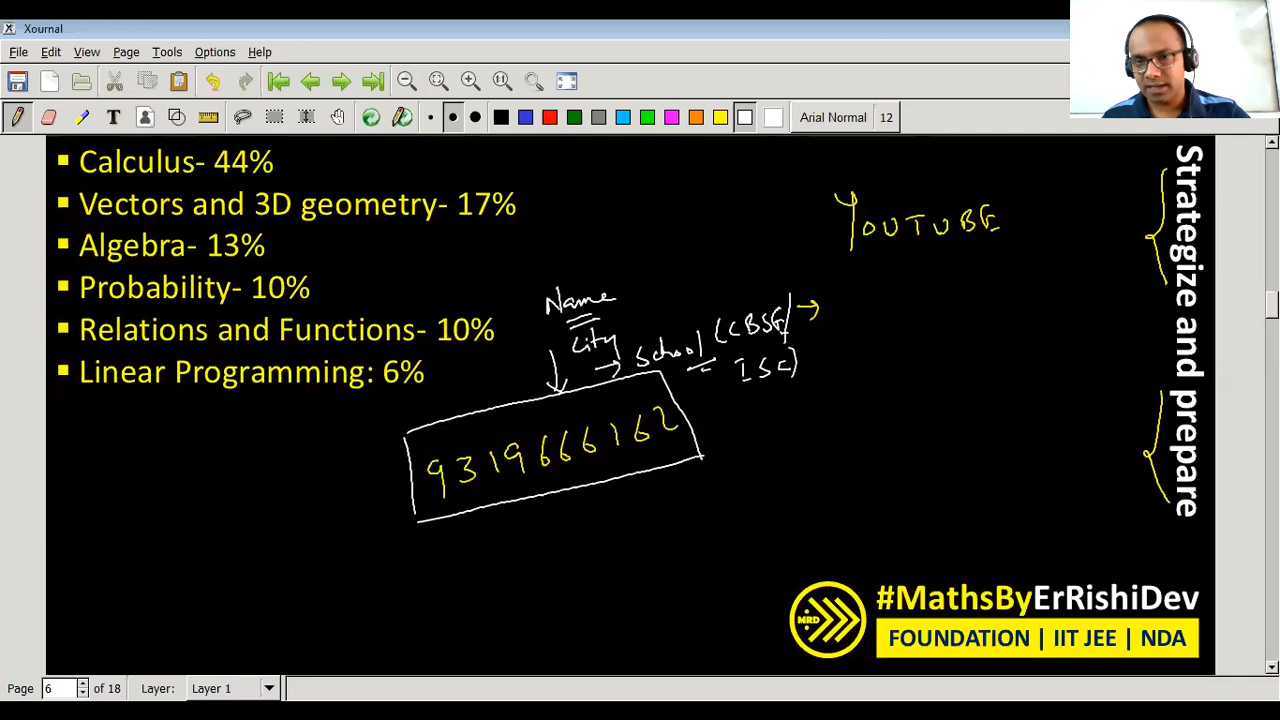 Xournal
File Edit View Page Tools Options Help
Arial Normal 12
Calculus- 44%
Vectors and 3D geometry- 17%
Algebra- 13%
Probability- 10%
Relations and Functions- 10%
Linear Programming: 6%
YOUTUBE
Name
City
→ School (CBSE/ →
ISC)
9319666162
Strategize and prepare
MRD
#MathsByErRishiDev
FOUNDATION | IIT JEE | NDA
Page 6 of 18 Layer: Layer 1